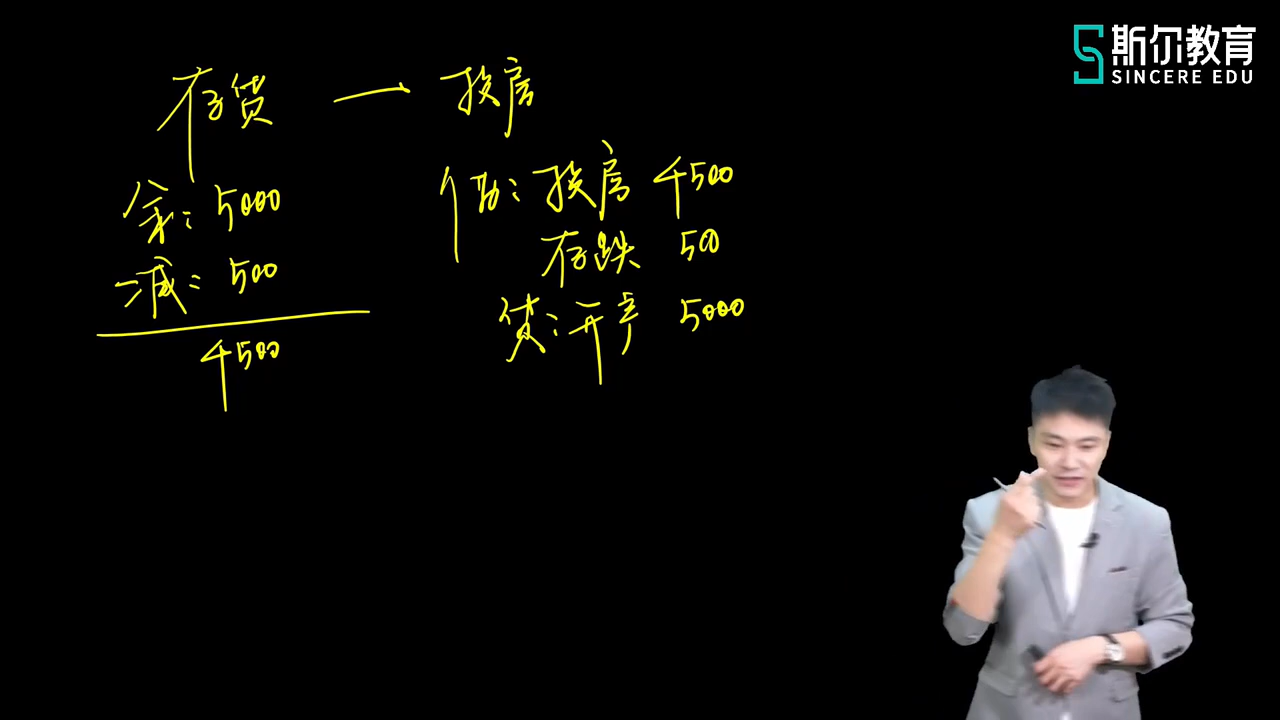 斯尔教育
SINCERE EDU
存货 — 投房
余：5000
减：500
4500
借：投房 4500
存跌 500
贷：开产 5000